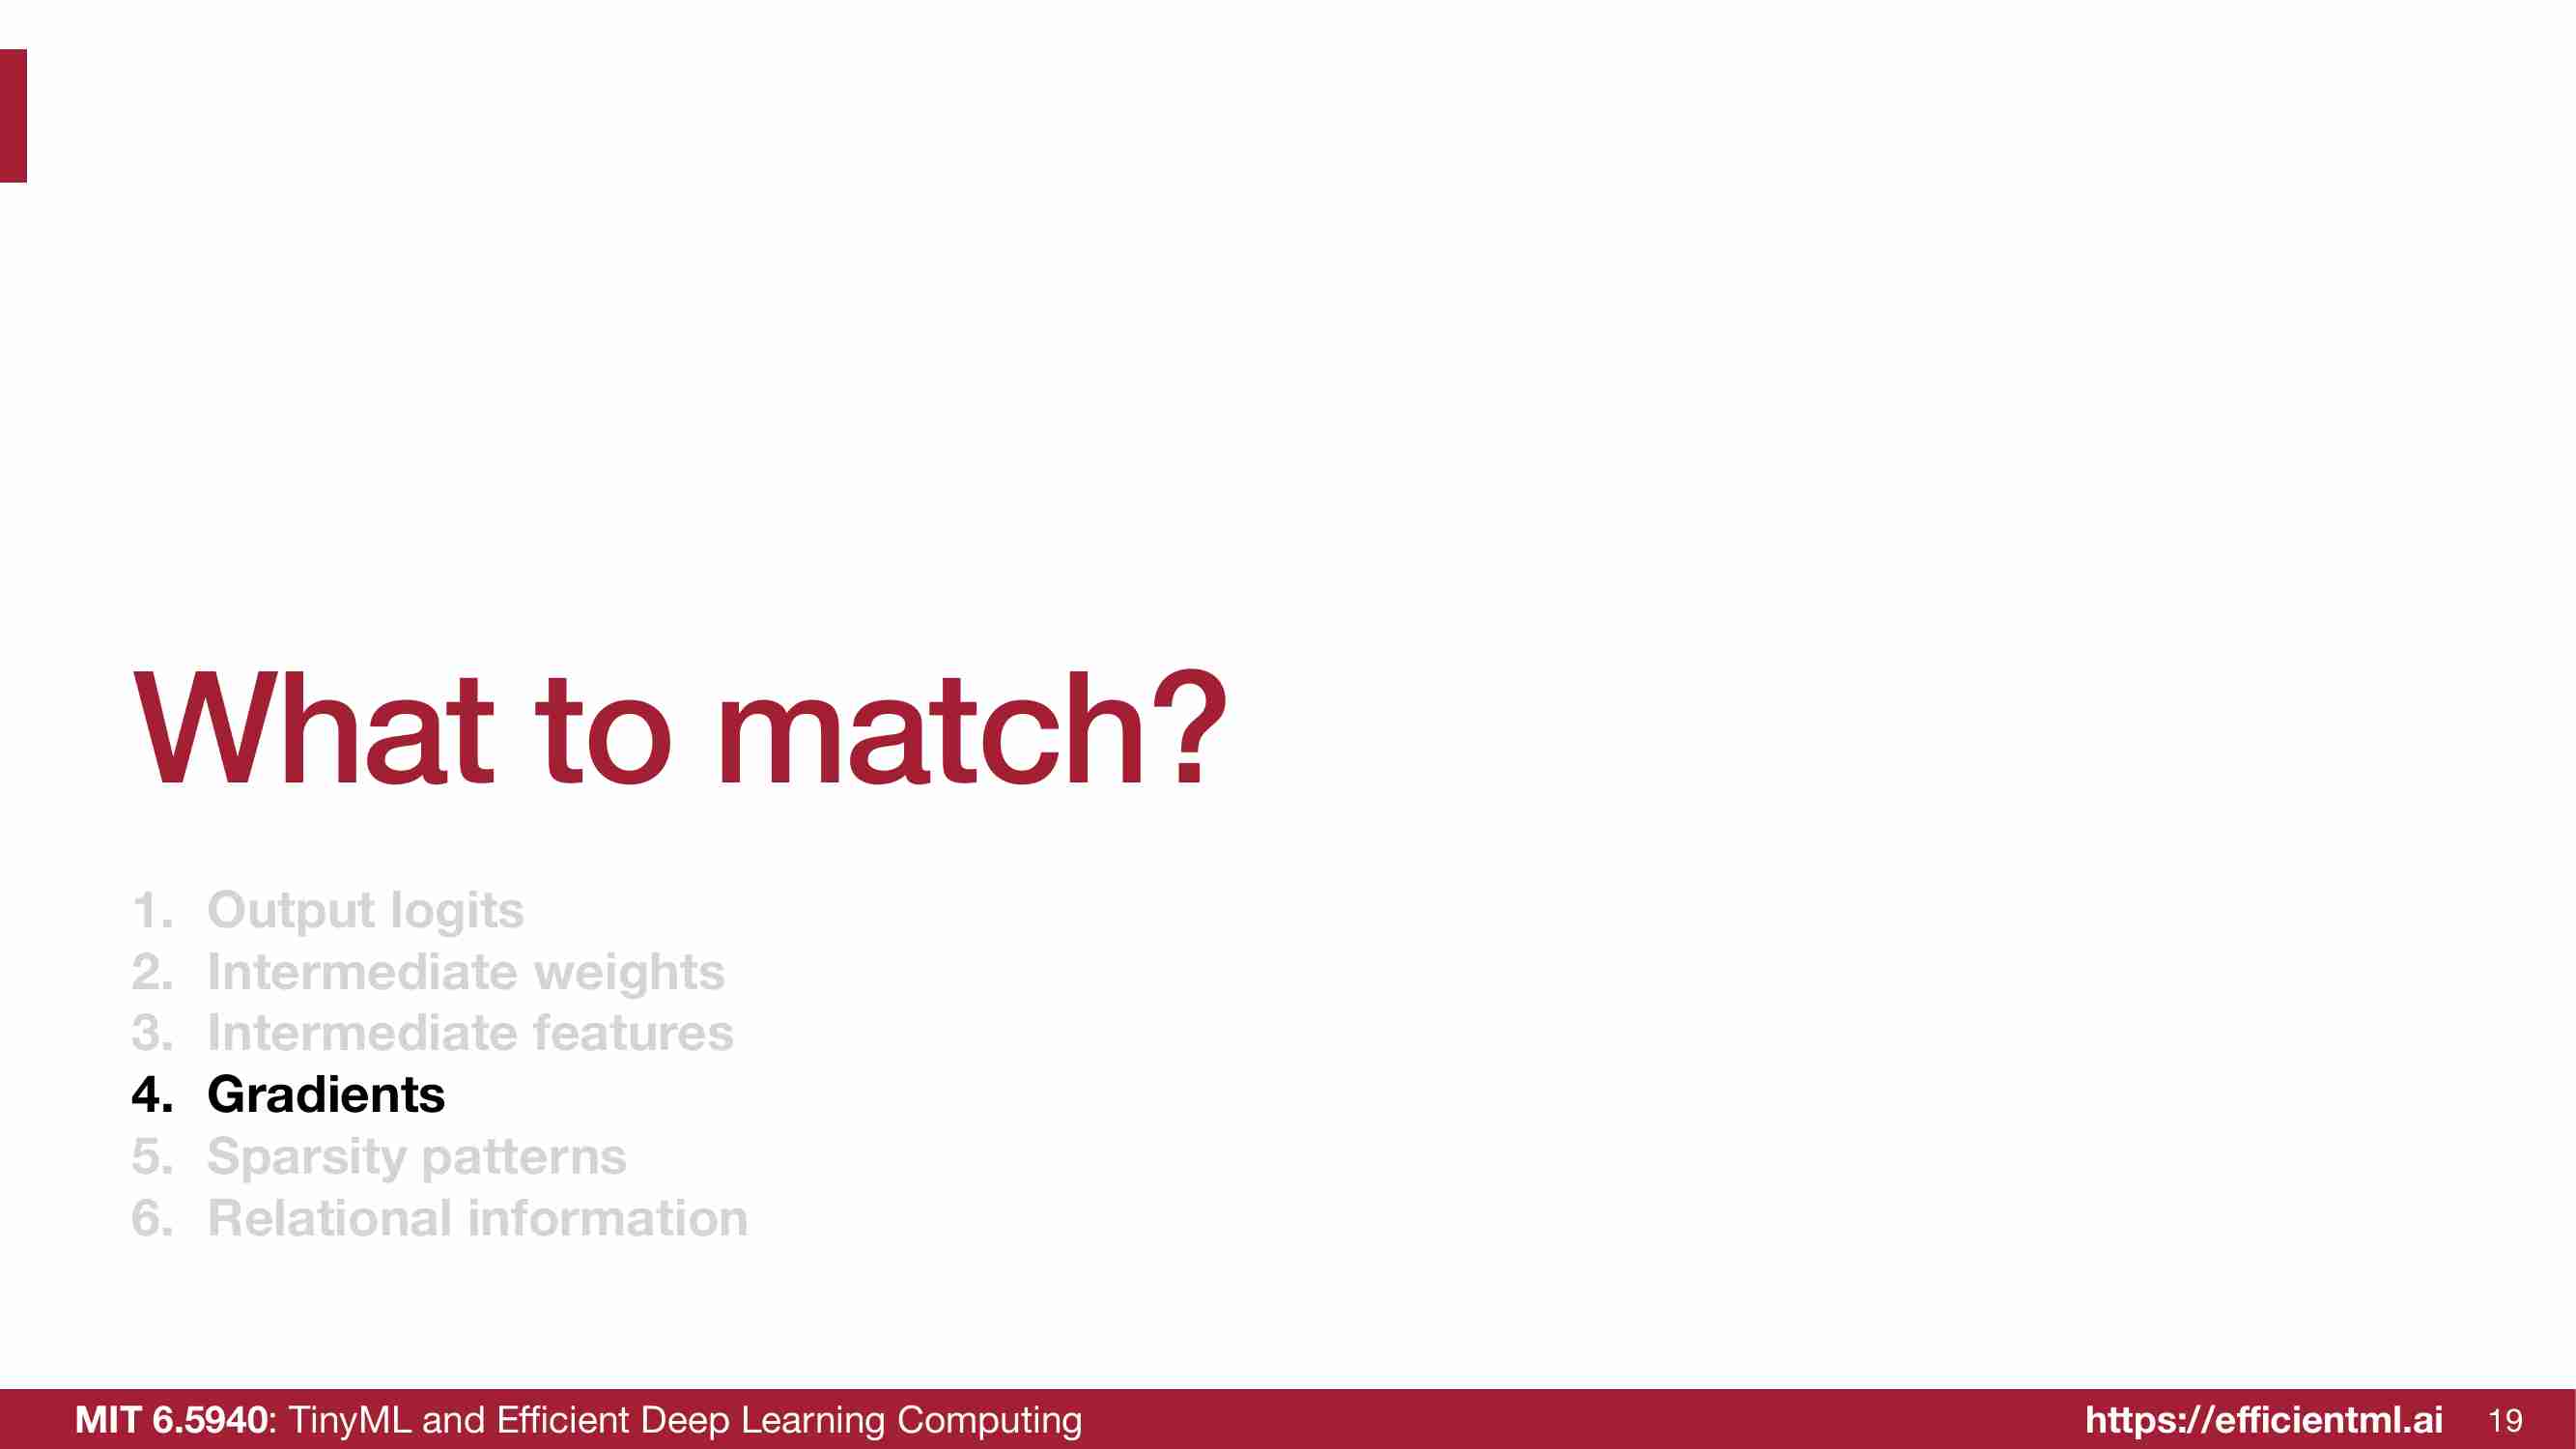 What to match?
1. Output logits
2. Intermediate weights
3. Intermediate features
4. Gradients
5. Sparsity patterns
6. Relational information
MIT 6.5940: TinyML and Efficient Deep Learning Computing
https://efficientml.ai 19